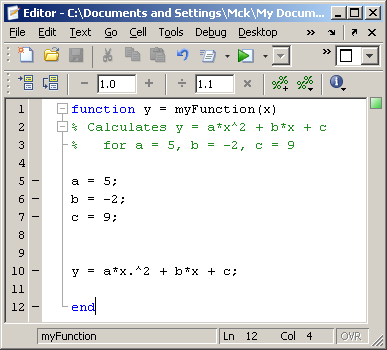 Editor - C:\Documents and Settings\Mck\My Docum...
File Edit Text Go Cell Tools Debug Desktop
1.0 1.1
1 function y = myFunction(x)
2 % Calculates y = a*x^2 + b*x + c
3 % for a = 5, b = -2, c = 9
4
5 a = 5;
6 b = -2;
7 c = 9;
8
9
10 y = a*x.^2 + b*x + c;
11
12 end
myFunction Ln 12 Col 4 OVR